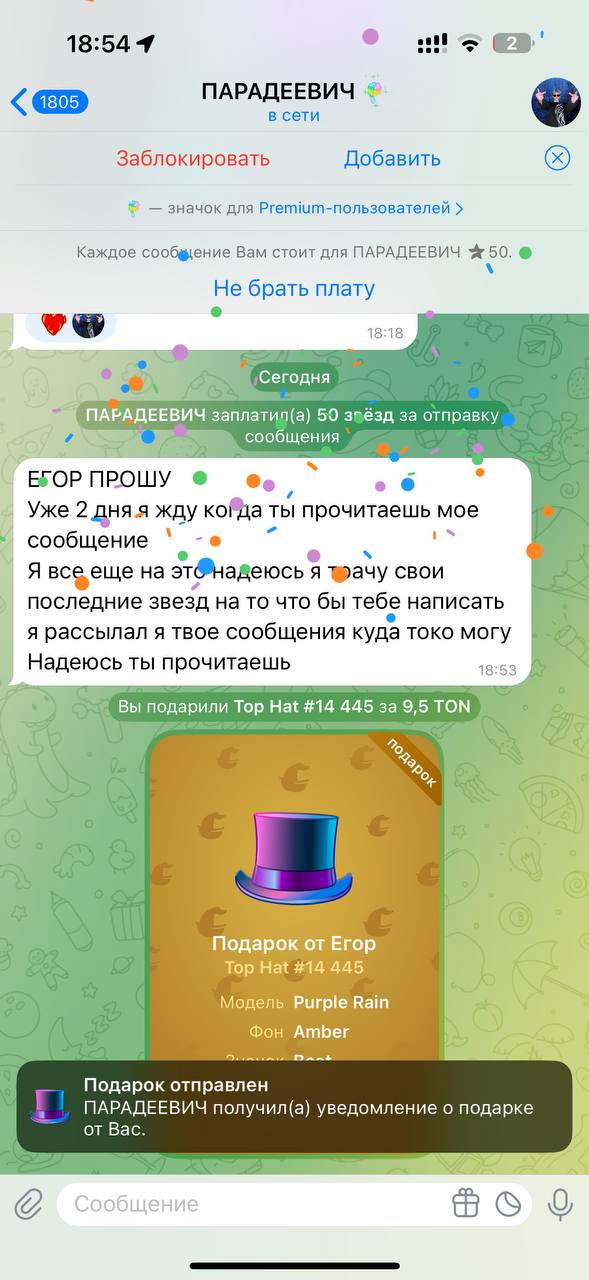 18:54
2
1805
ПАРАДЕЕВИЧ
в сети
Заблокировать
Добавить
— значок для Premium-пользователей >
Каждое сообщение Вам стоит для ПАРАДЕЕВИЧ ★50.
Не брать плату
18:18
Сегодня
ПАРАДЕЕВИЧ заплатил(а) 50 звёзд за отправку
сообщения
ЕГОР ПРОШУ
Уже 2 дня я жду когда ты прочитаешь мое
сообщение
Я все еще на это надеюсь я трачу свои
последние звезд на то что бы тебе написать
я рассылал я твое сообщения куда токо могу
Надеюсь ты прочитаешь
18:53
Вы подарили Top Hat #14 445 за 9,5 TON
подарок
Подарок от Егор
Top Hat #14 445
Модель Purple Rain
Фон Amber
Подарок отправлен
ПАРАДЕЕВИЧ получил(а) уведомление о подарке
от Вас.
Сообщение